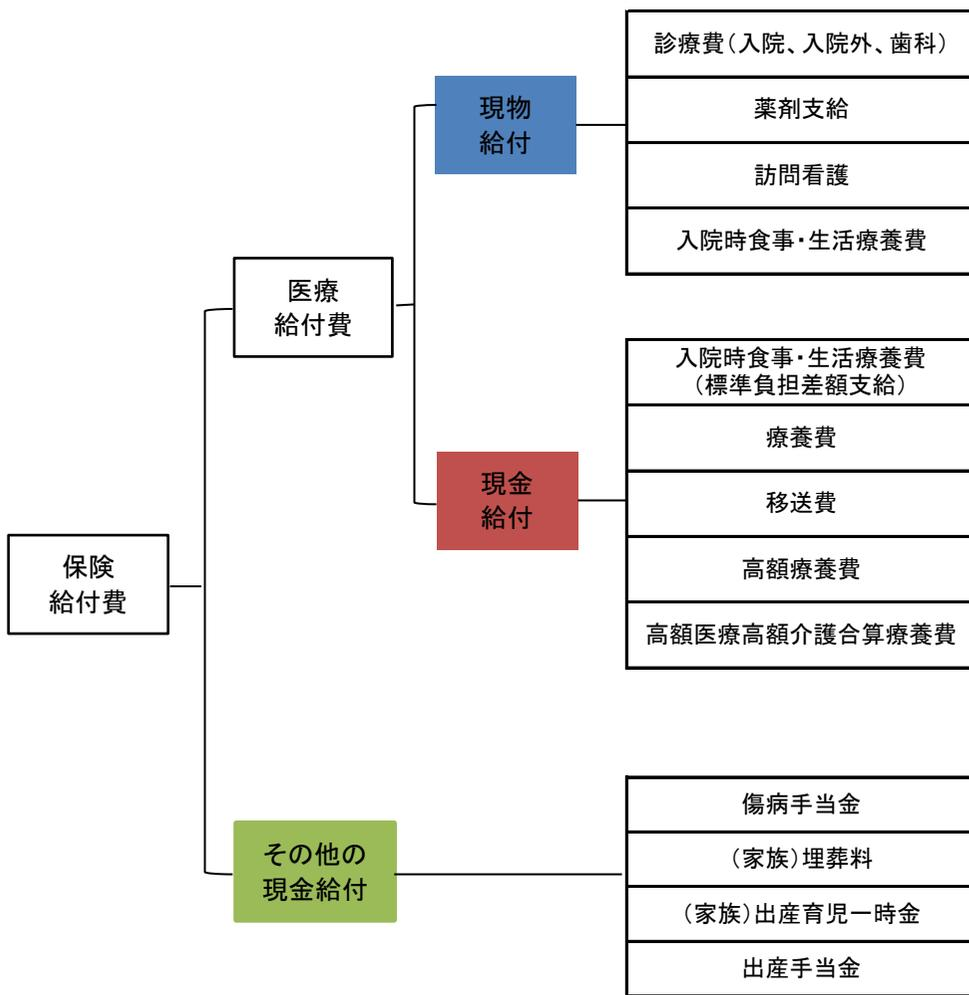 保険
給付費
医療
給付費
現物
給付
診療費（入院、入院外、歯科）
薬剤支給
訪問看護
入院時食事・生活療養費
現金
給付
入院時食事・生活療養費
（標準負担差額支給）
療養費
移送費
高額療養費
高額医療高額介護合算療養費
その他の
現金給付
傷病手当金
（家族）埋葬料
（家族）出産育児一時金
出産手当金